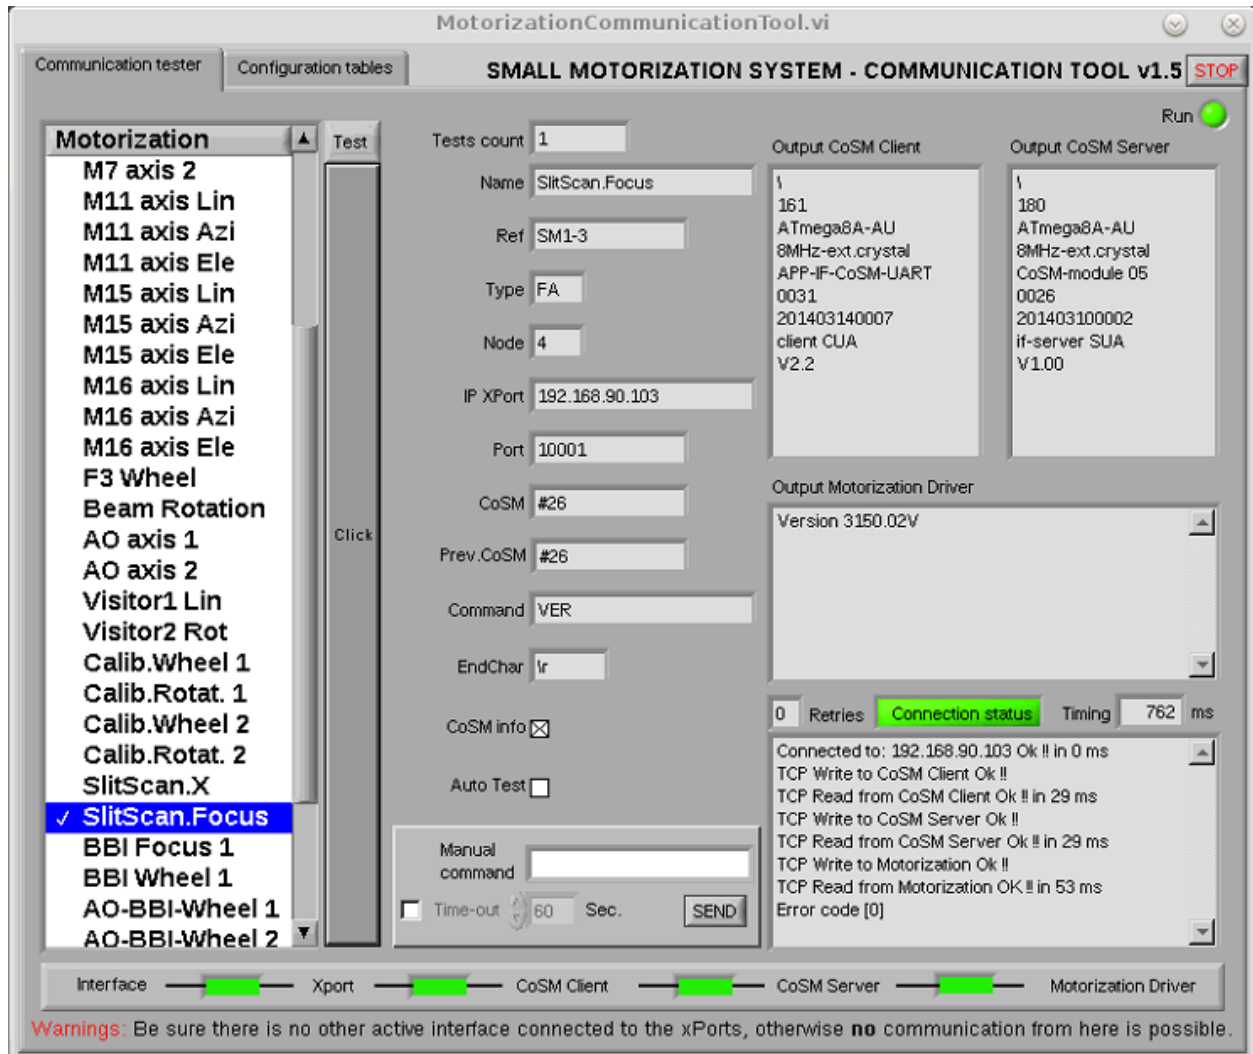 MotorizationCommunicationTool.vi
Communication tester
Configuration tables
SMALL MOTORIZATION SYSTEM - COMMUNICATION TOOL v1.5
STOP
Run
Motorization
M7 axis 2
M11 axis Lin
M11 axis Azi
M11 axis Ele
M15 axis Lin
M15 axis Azi
M15 axis Ele
M16 axis Lin
M16 axis Azi
M16 axis Ele
F3 Wheel
Beam Rotation
AO axis 1
AO axis 2
Visitor1 Lin
Visitor2 Rot
Calib.Wheel 1
Calib.Rotat. 1
Calib.Wheel 2
Calib.Rotat. 2
SlitScan.X
✓ SlitScan.Focus
BBI Focus 1
BBI Wheel 1
AO-BBI-Wheel 1
AO-BBI-Wheel 2
Test
Click
Tests count 1
Name SlitScan.Focus
Ref SM1-3
Type FA
Node 4
IP XPort 192.168.90.103
Port 10001
CoSM #26
Prev.CoSM #26
Command VER
EndChar \r
CoSM info
Auto Test
Manual
command
Time-out 60 Sec. SEND
Output CoSM Client
\
161
ATmega8A-AU
8MHz-ext.crystal
APP-IF-CoSM-UART
0031
201403140007
client CUA
V2.2
Output CoSM Server
\
180
ATmega8A-AU
8MHz-ext.crystal
CoSM-module 05
0026
201403100002
if-server SUA
V1.00
Output Motorization Driver
Version 3150.02V
0 Retries Connection status Timing 762 ms
Connected to: 192.168.90.103 Ok !! in 0 ms
TCP Write to CoSM Client Ok !!
TCP Read from CoSM Client Ok !! in 29 ms
TCP Write to CoSM Server Ok !!
TCP Read from CoSM Server Ok !! in 29 ms
TCP Write to Motorization Ok !!
TCP Read from Motorization OK !! in 53 ms
Error code [0]
Interface Xport CoSM Client CoSM Server Motorization Driver
Warnings: Be sure there is no other active interface connected to the xPorts, otherwise no communication from here is possible.